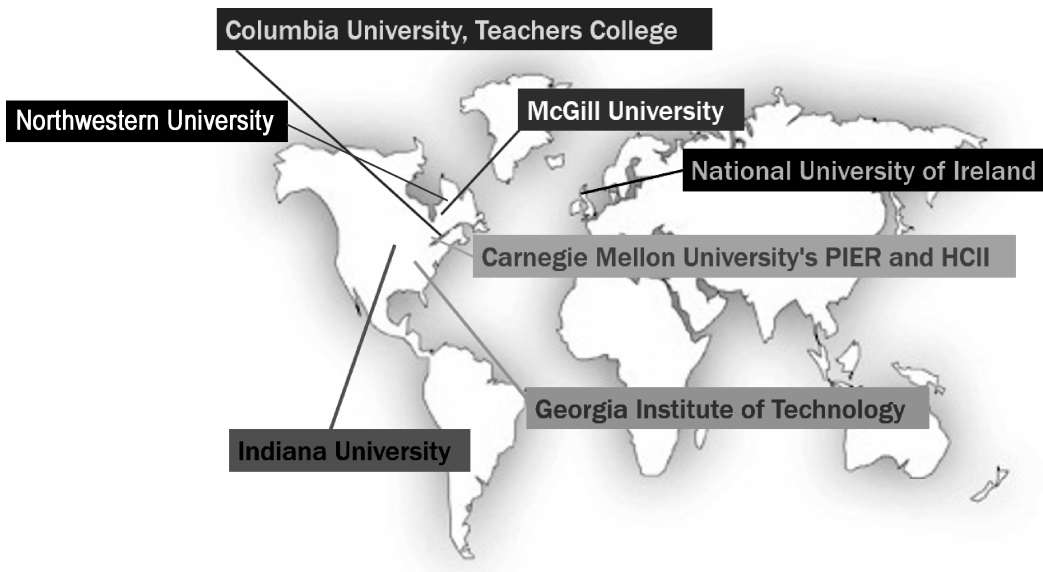 Columbia University, Teachers College
McGill University
Northwestern University
National University of Ireland
Carnegie Mellon University's PIER and HCII
Georgia Institute of Technology
Indiana University